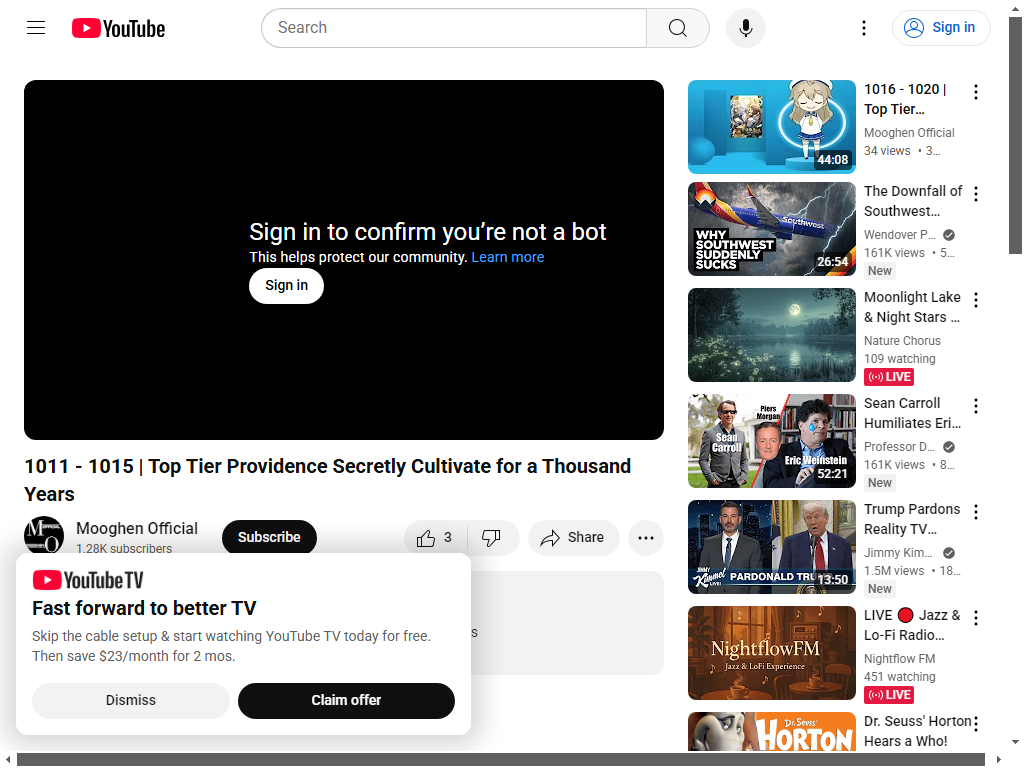 YouTube
Search
Sign in
Sign in to confirm you’re not a bot
This helps protect our community. Learn more
Sign in
1011 - 1015 | Top Tier Providence Secretly Cultivate for a Thousand
Years
Mooghen Official
1.28K subscribers
Subscribe
3
Share
s
YouTube TV
Fast forward to better TV
Skip the cable setup & start watching YouTube TV today for free.
Then save $23/month for 2 mos.
Dismiss
Claim offer
44:08
1016 - 1020 |
Top Tier…
Mooghen Official
34 views • 3…
Southwest
WHY
SOUTHWEST
SUDDENLY
SUCKS
26:54
The Downfall of
Southwest…
Wendover P…
161K views • 5…
New
Moonlight Lake
& Night Stars …
Nature Chorus
109 watching
LIVE
Sean
Carroll
Piers
Morgan
Eric Weinstein
52:21
Sean Carroll
Humiliates Eri…
Professor D…
161K views • 8…
New
JIMMY
Kimmel
LIVE!
PARDONALD TRU
13:50
Trump Pardons
Reality TV…
Jimmy Kim…
1.5M views • 18…
New
NightflowFM
Jazz & LoFi Experience
LIVE 🔴 Jazz &
Lo-Fi Radio…
Nightflow FM
451 watching
LIVE
Dr. Seuss'
HORTON
Dr. Seuss' Horton
Hears a Who!